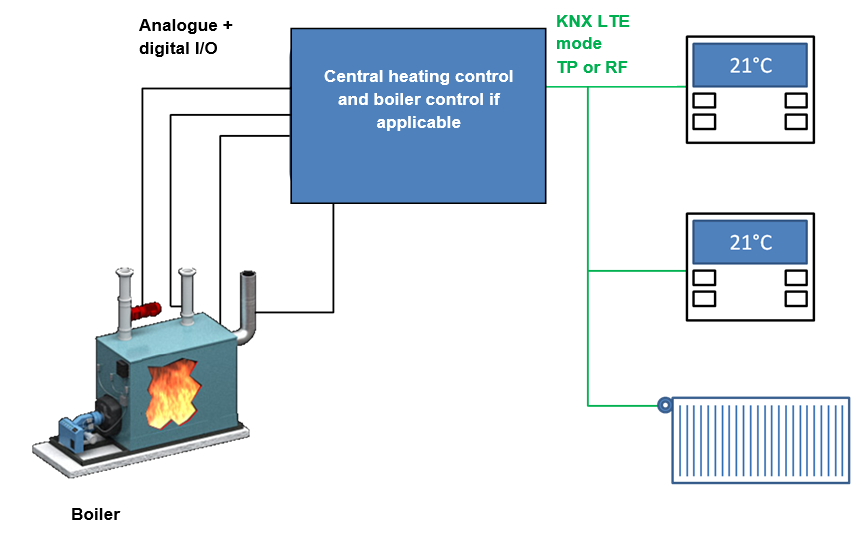 Analogue +
digital I/O
Central heating control
and boiler control if
applicable
KNX LTE
mode
TP or RF
21°C
21°C
Boiler